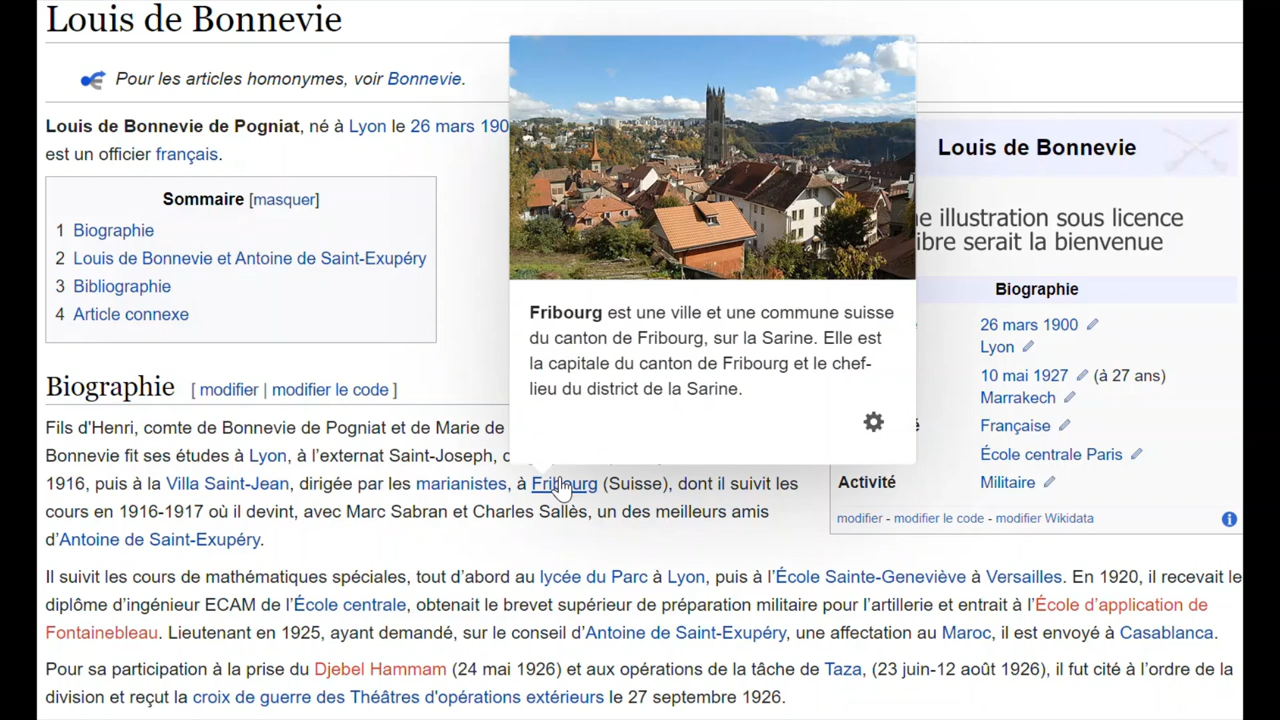 Louis de Bonnevie
Pour les articles homonymes, voir Bonnevie.
Louis de Bonnevie de Pogniat, né à Lyon le 26 mars 190
est un officier français.
Sommaire [masquer]
1 Biographie
2 Louis de Bonnevie et Antoine de Saint-Exupéry
3 Bibliographie
4 Article connexe
Biographie [ modifier | modifier le code ]
Fils d'Henri, comte de Bonnevie de Pogniat et de Marie de
Bonnevie fit ses études à Lyon, à l'externat Saint-Joseph,
1916, puis à la Villa Saint-Jean, dirigée par les marianistes, à Fribourg (Suisse), dont il suivit les
cours en 1916-1917 où il devint, avec Marc Sabran et Charles Sallès, un des meilleurs amis
d'Antoine de Saint-Exupéry.
Il suivit les cours de mathématiques spéciales, tout d'abord au lycée du Parc à Lyon, puis à l'École Sainte-Geneviève à Versailles. En 1920, il recevait le
diplôme d'ingénieur ECAM de l'École centrale, obtenait le brevet supérieur de préparation militaire pour l'artillerie et entrait à l'École d'application de
Fontainebleau. Lieutenant en 1925, ayant demandé, sur le conseil d'Antoine de Saint-Exupéry, une affectation au Maroc, il est envoyé à Casablanca.
Pour sa participation à la prise du Djebel Hammam (24 mai 1926) et aux opérations de la tâche de Taza, (23 juin-12 août 1926), il fut cité à l'ordre de la
division et reçut la croix de guerre des Théâtres d'opérations extérieurs le 27 septembre 1926.
Fribourg est une ville et une commune suisse
du canton de Fribourg, sur la Sarine. Elle est
la capitale du canton de Fribourg et le chef-
lieu du district de la Sarine.
Louis de Bonnevie
e illustration sous licence
ibre serait la bienvenue
Biographie
26 mars 1900
Lyon
10 mai 1927 (à 27 ans)
Marrakech
Française
École centrale Paris
Activité Militaire
modifier - modifier le code - modifier Wikidata